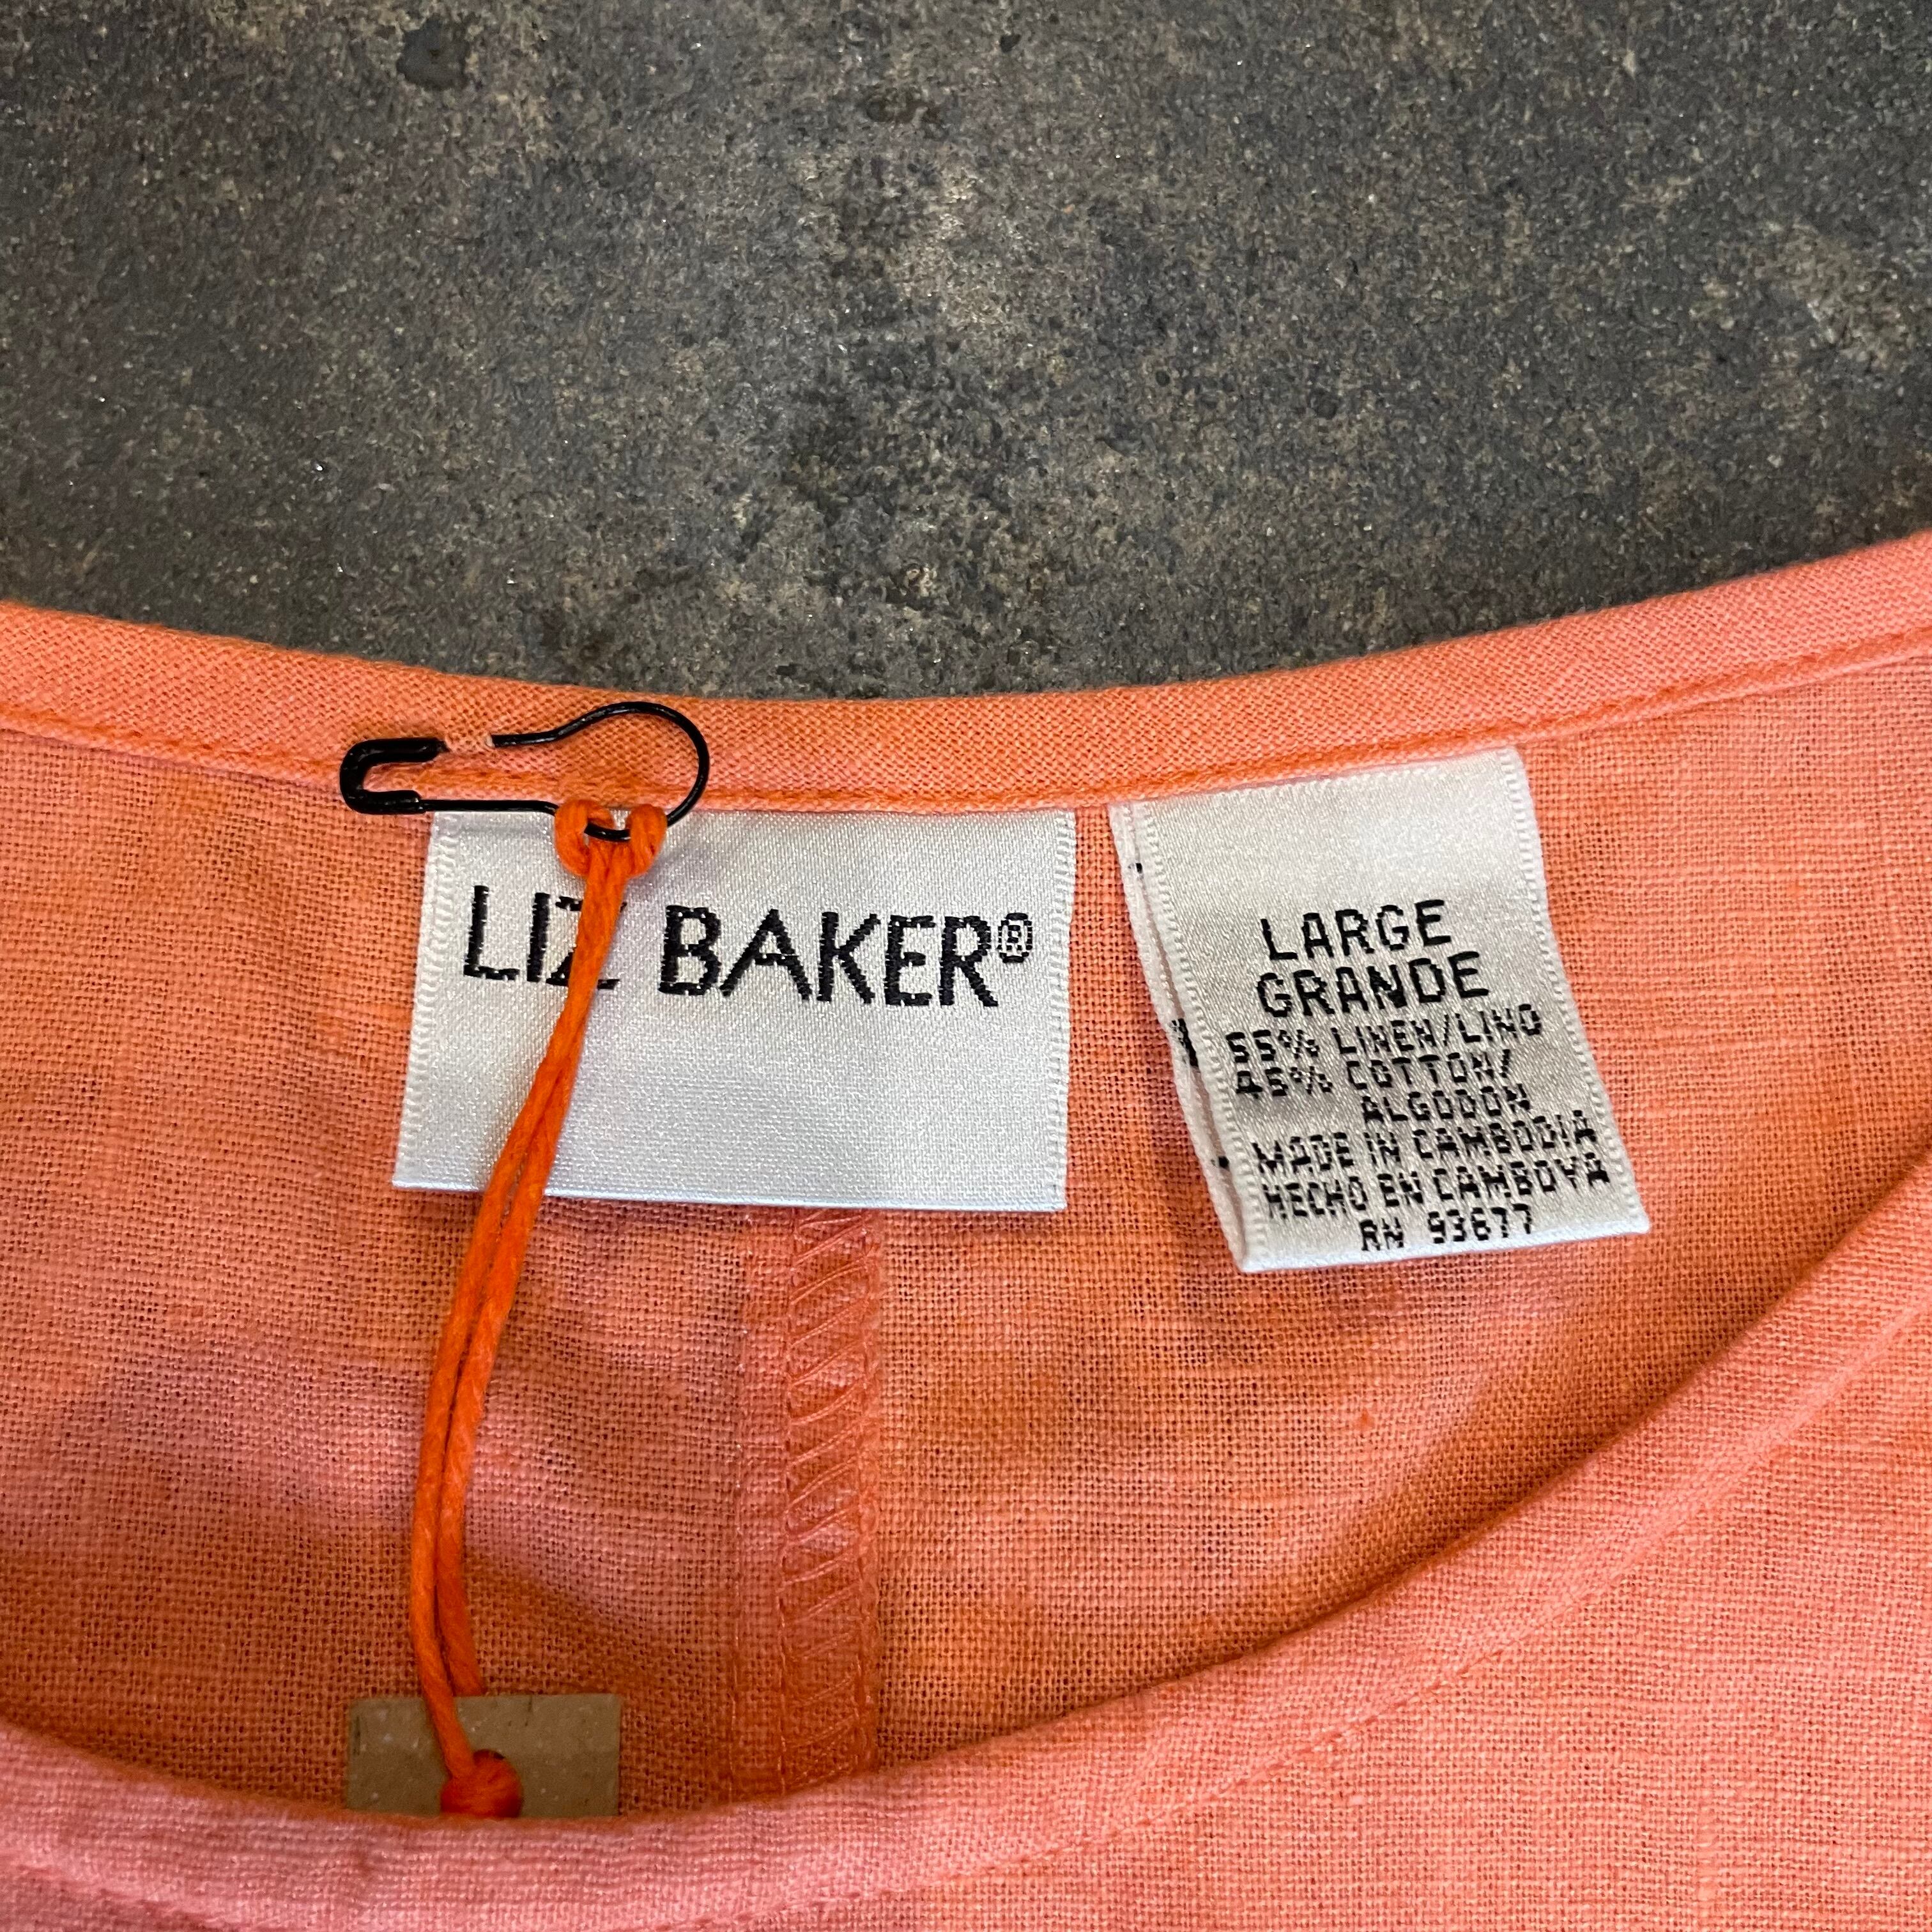 LIZ BAKER®
LARGE
GRANDE
55% LINEN/LINO
45% COTTON/
ALGODON
MADE IN CAMBODIA
HECHO EN CAMBOYA
RN 93677